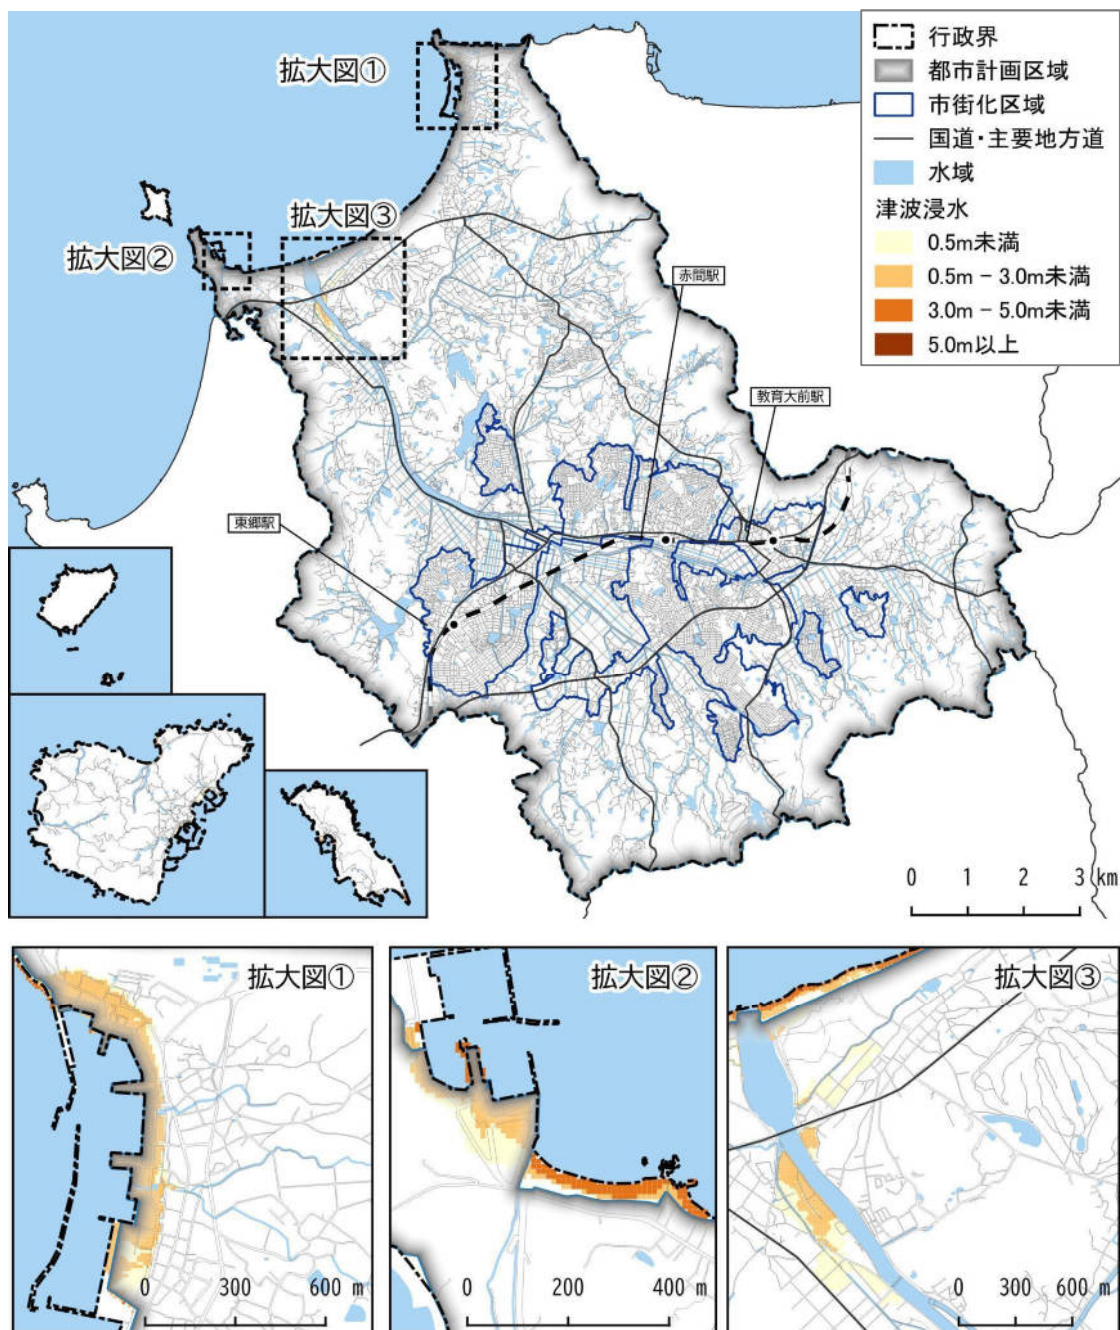 行政界
都市計画区域
市街化区域
国道・主要地方道
水域
津波浸水
0.5m未満
0.5m − 3.0m未満
3.0m − 5.0m未満
5.0m以上
拡大図①
拡大図③
拡大図②
赤間駅
教育大前駅
東郷駅
0 1 2 3 km
拡大図①
0 300 600 m
拡大図②
0 200 400 m
拡大図③
0 300 600 m